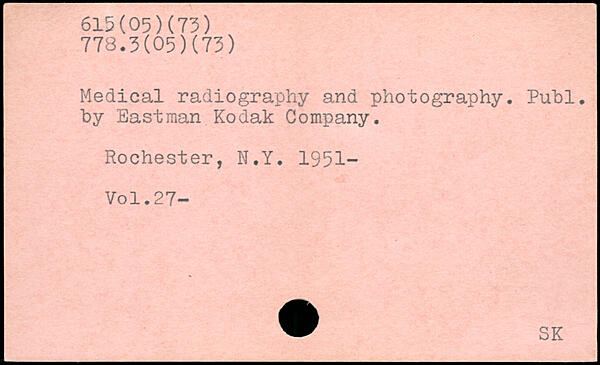 615(05)(73)
778.3(05)(73)
Medical radiography and photography. Publ.
by Eastman Kodak Company.
Rochester, N.Y. 1951-
Vol.27-
SK